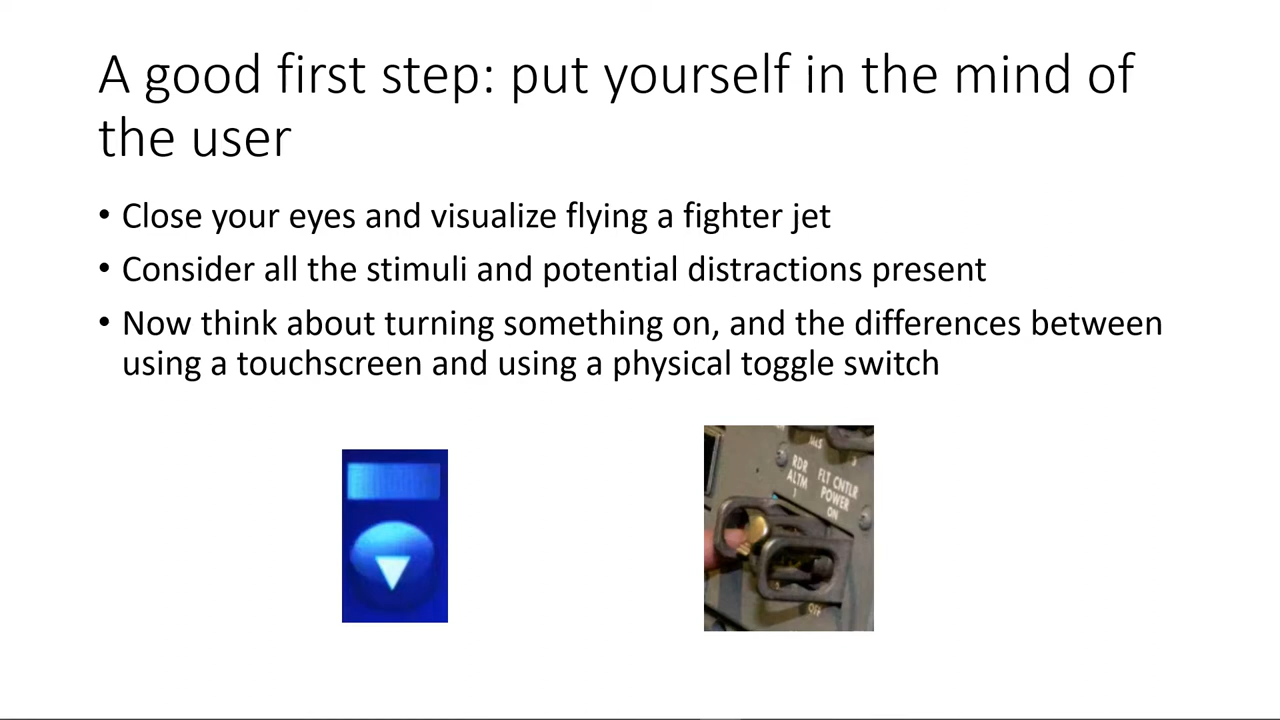 A good first step: put yourself in the mind of
the user
• Close your eyes and visualize flying a fighter jet
• Consider all the stimuli and potential distractions present
• Now think about turning something on, and the differences between
using a touchscreen and using a physical toggle switch
RDR
ALTM
1
FLT CNTLR
POWER
ON
OFF